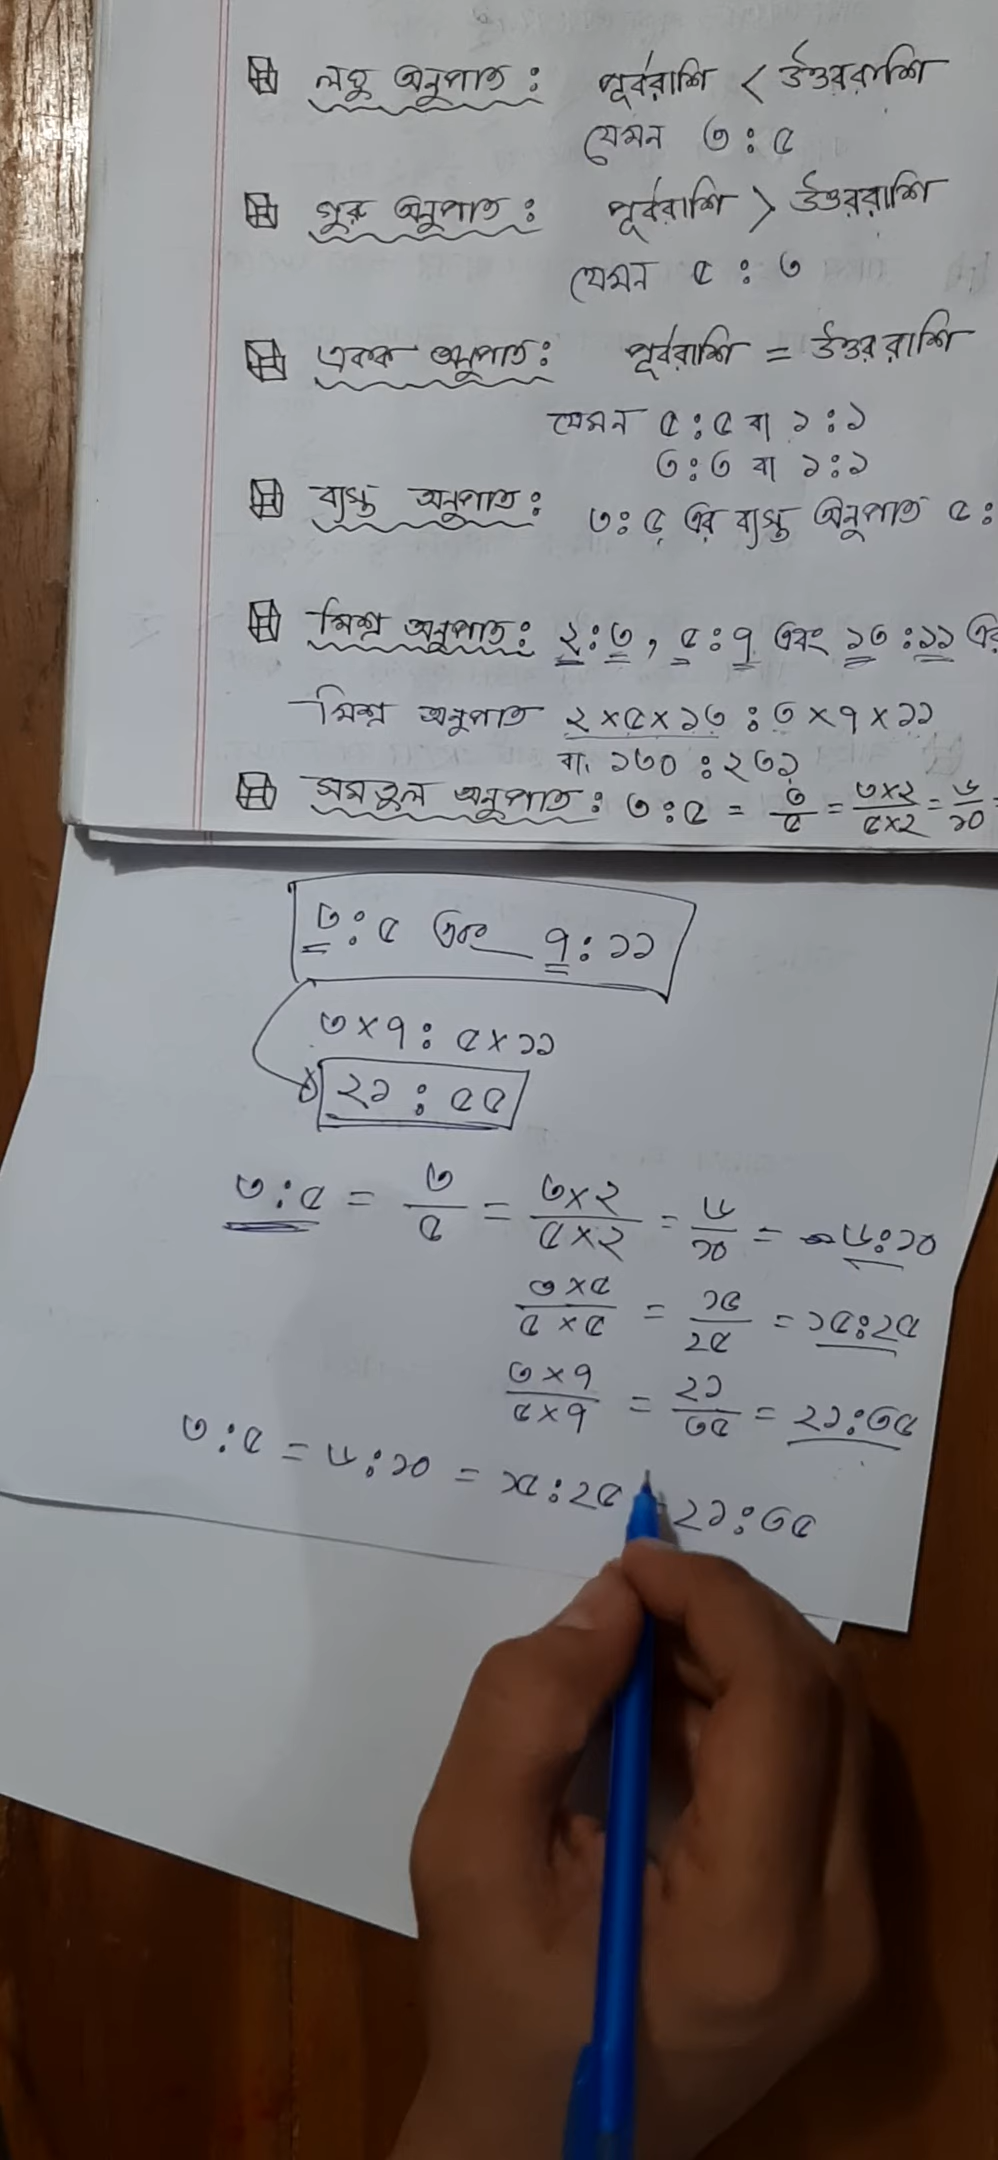 লঘু অনুপাত : পূর্বরাশি < উত্তররাশি
যেমন ৩ : ৫
গুরু অনুপাত : পূর্বরাশি > উত্তররাশি
যেমন ৫ : ৩
একক অনুপাত : পূর্বরাশি = উত্তররাশি
যেমন ৫ : ৫ বা ১ : ১
৩ : ৩ বা ১ : ১
ব্যস্ত অনুপাত : ৩ : ৫ এর ব্যস্ত অনুপাত ৫ :
মিশ্র অনুপাত : ২ : ৩ , ৫ : ৭ এবং ১৩ : ১১ এর
মিশ্র অনুপাত ২ × ৫ × ১৩ : ৩ × ৭ × ১১
বা, ১৩০ : ২৩১
সমতুল অনুপাত : ৩ : ৫ = ৩/৫ = ৩×২/৫×২ = ৬/১০ =
৩ : ৫ এবং ৭ : ১১
৩ × ৭ : ৫ × ১১
২১ : ৫৫
৩ : ৫ = ৩/৫ = ৩×২/৫×২ = ৬/১০ = ৬ : ১০
৩×৫/৫×৫ = ১৫/২৫ = ১৫ : ২৫
৩×৭/৫×৭ = ২১/৩৫ = ২১ : ৩৫
৩ : ৫ = ৬ : ১০ = ১৫ : ২৫ = ২১ : ৩৫